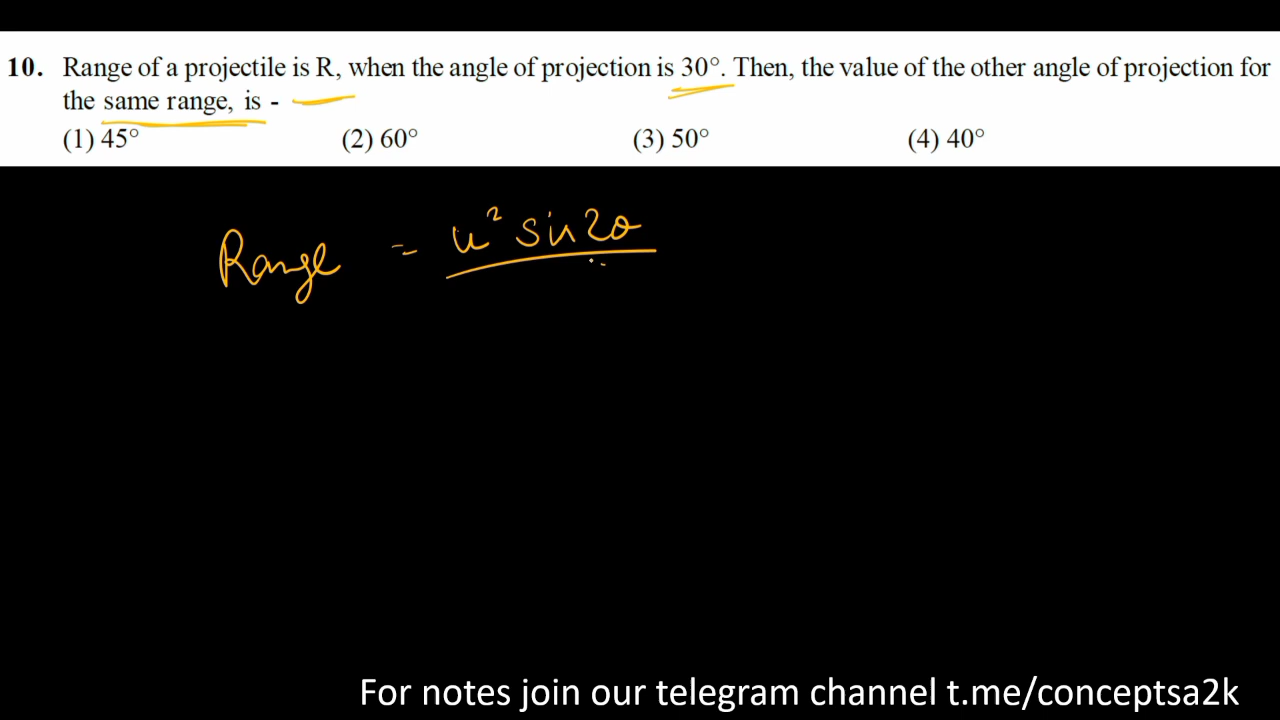 10. Range of a projectile is R, when the angle of projection is 30°. Then, the value of the other angle of projection for
the same range, is -
(1) 45° (2) 60° (3) 50° (4) 40°
Range = u² sin2θ
For notes join our telegram channel t.me/conceptsa2k